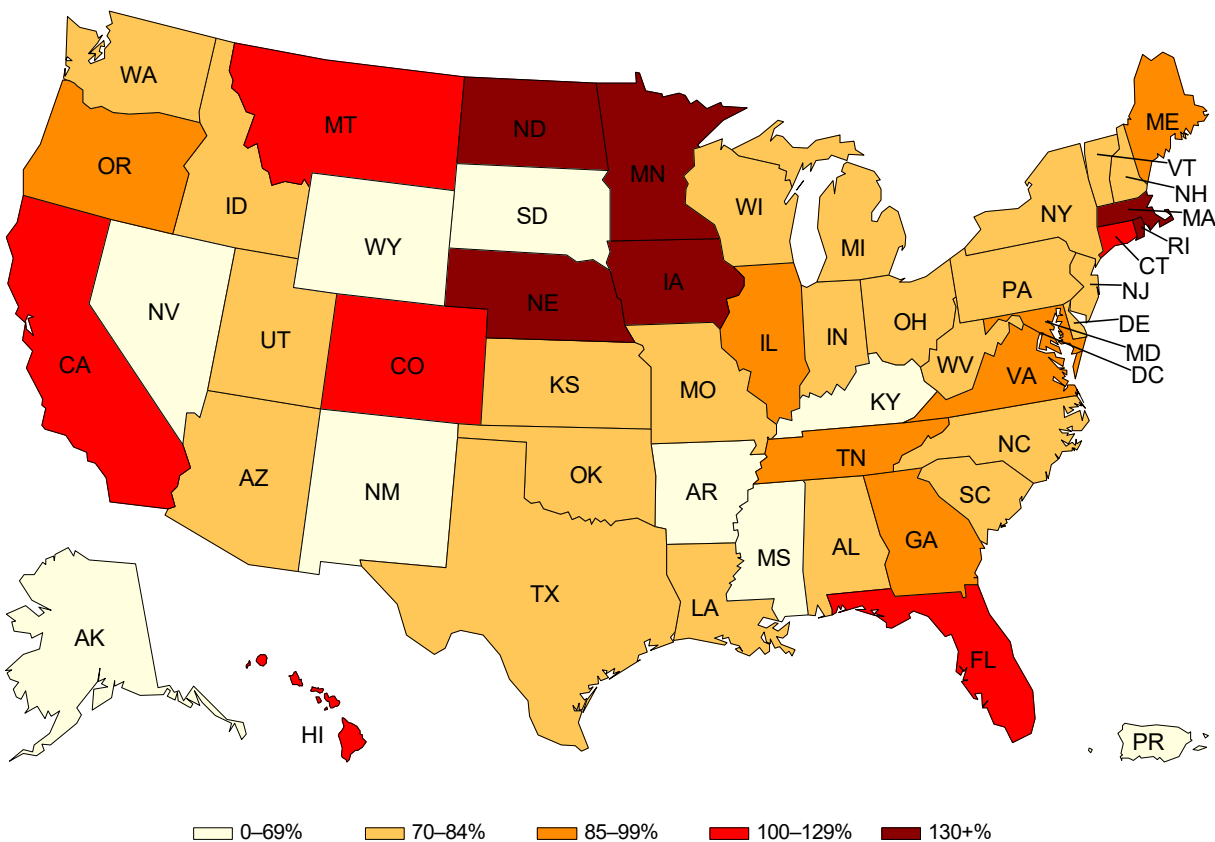 WA
MT
ND
MN
ME
OR
ID
SD
WI
MI
NY
VT
NH
MA
RI
CT
WY
NE
IA
PA
NJ
NV
UT
CO
KS
MO
IL
IN
OH
WV
VA
DE
MD
DC
CA
KY
AZ
NM
OK
AR
TN
NC
SC
TX
LA
MS
AL
GA
FL
AK
HI
PR
0–69%
70–84%
85–99%
100–129%
130+%